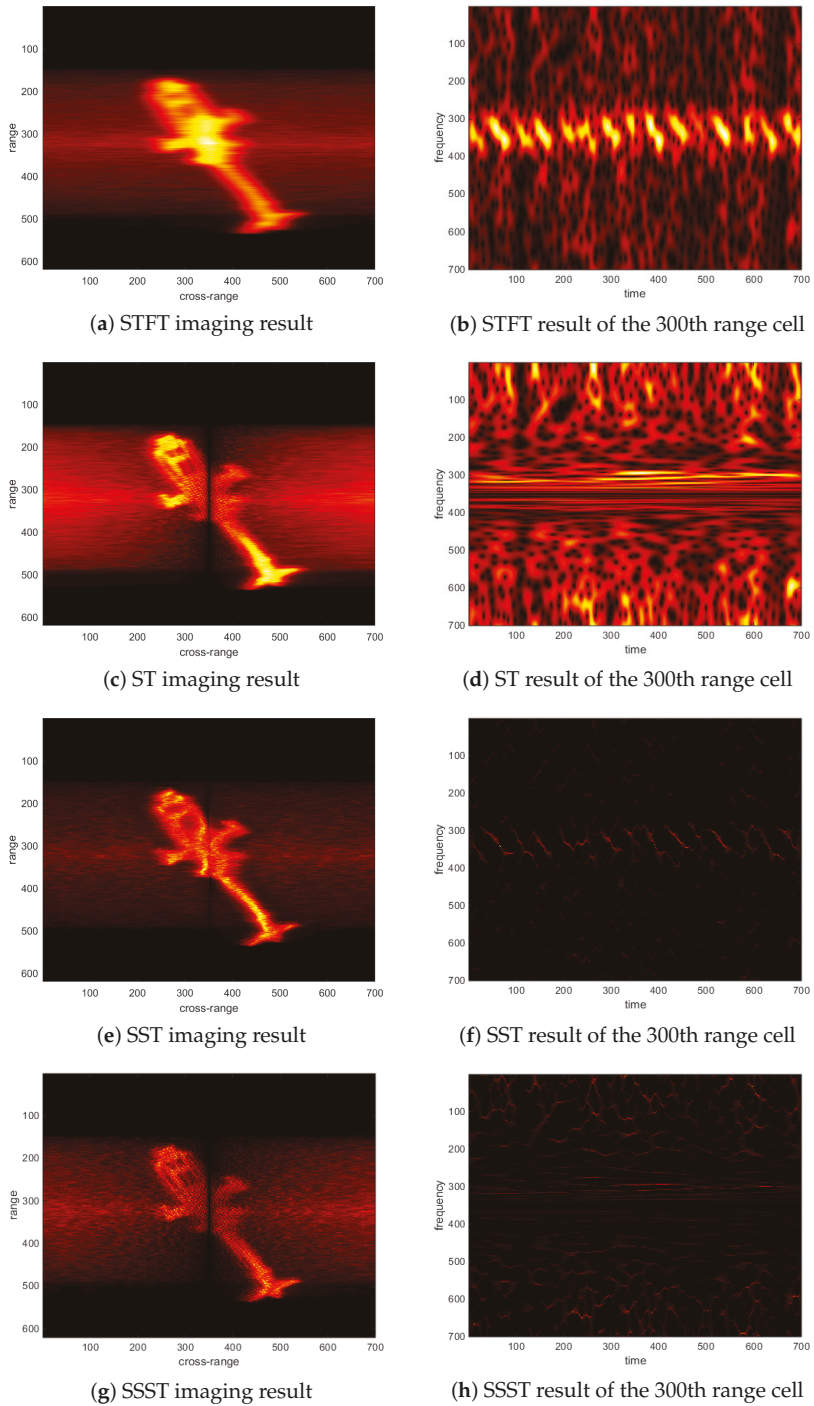 100
200
300
400
500
600
range
100 200 300 400 500 600 700
cross-range
(a) STFT imaging result
100
200
300
400
500
600
700
frequency
100 200 300 400 500 600 700
time
(b) STFT result of the 300th range cell
100
200
300
400
500
600
range
100 200 300 400 500 600 700
cross-range
(c) ST imaging result
100
200
300
400
500
600
700
frequency
100 200 300 400 500 600 700
time
(d) ST result of the 300th range cell
100
200
300
400
500
600
range
100 200 300 400 500 600 700
cross-range
(e) SST imaging result
100
200
300
400
500
600
700
frequency
100 200 300 400 500 600 700
time
(f) SST result of the 300th range cell
100
200
300
400
500
600
range
100 200 300 400 500 600 700
cross-range
(g) SSST imaging result
100
200
300
400
500
600
700
frequency
100 200 300 400 500 600 700
time
(h) SSST result of the 300th range cell